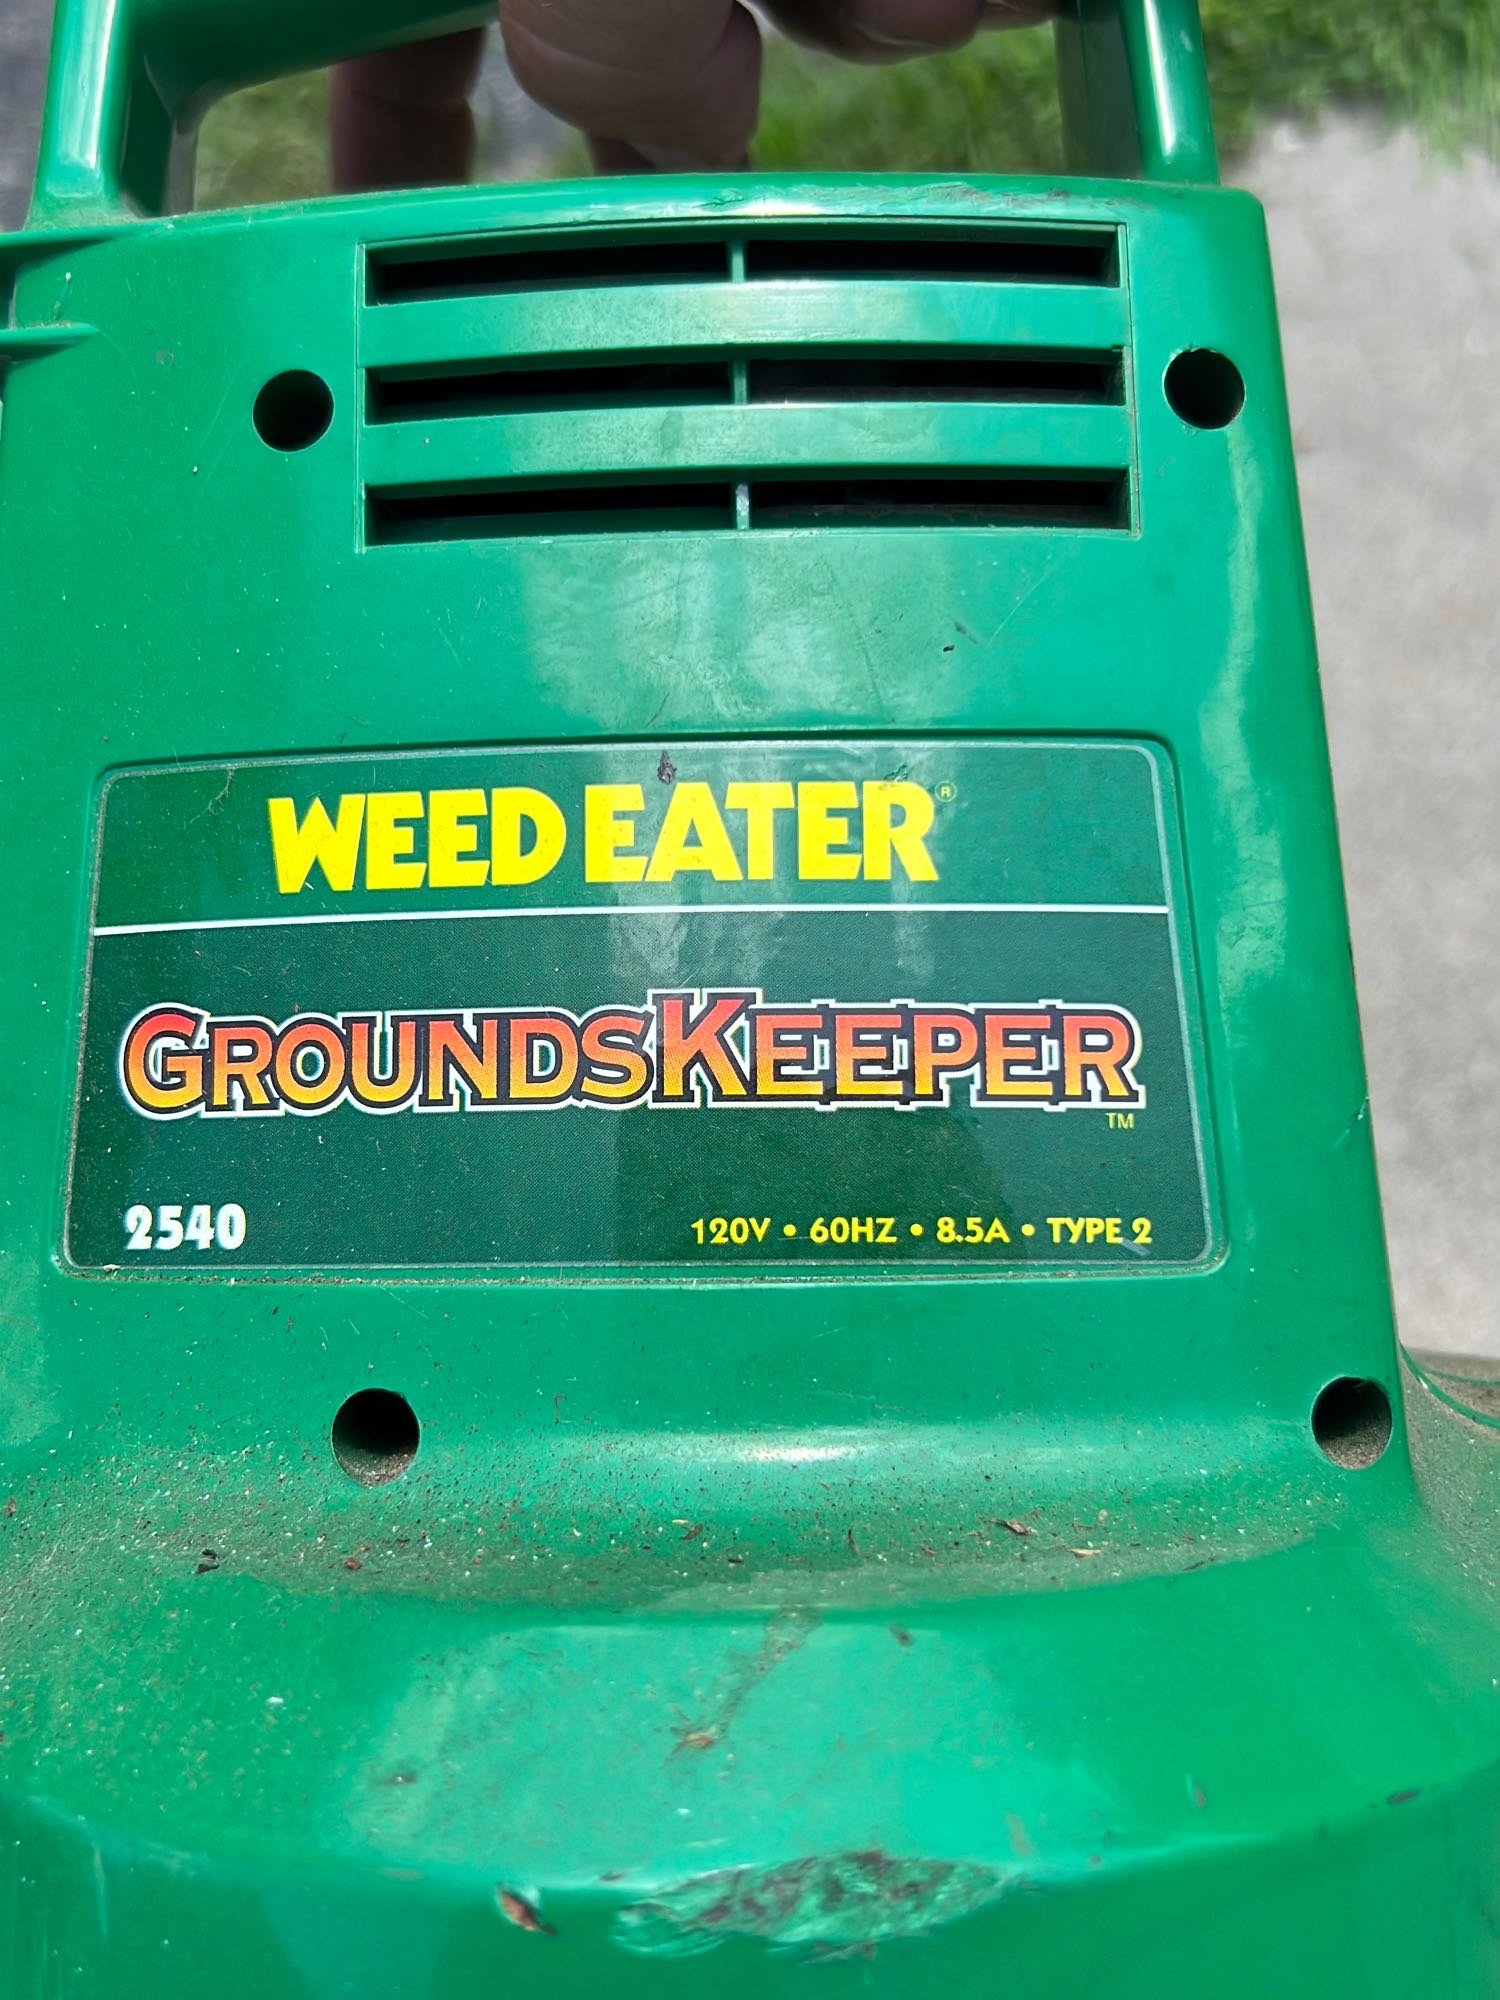 WEED EATER®
GROUNDSKEEPER™
2540 120V • 60HZ • 8.5A • TYPE 2